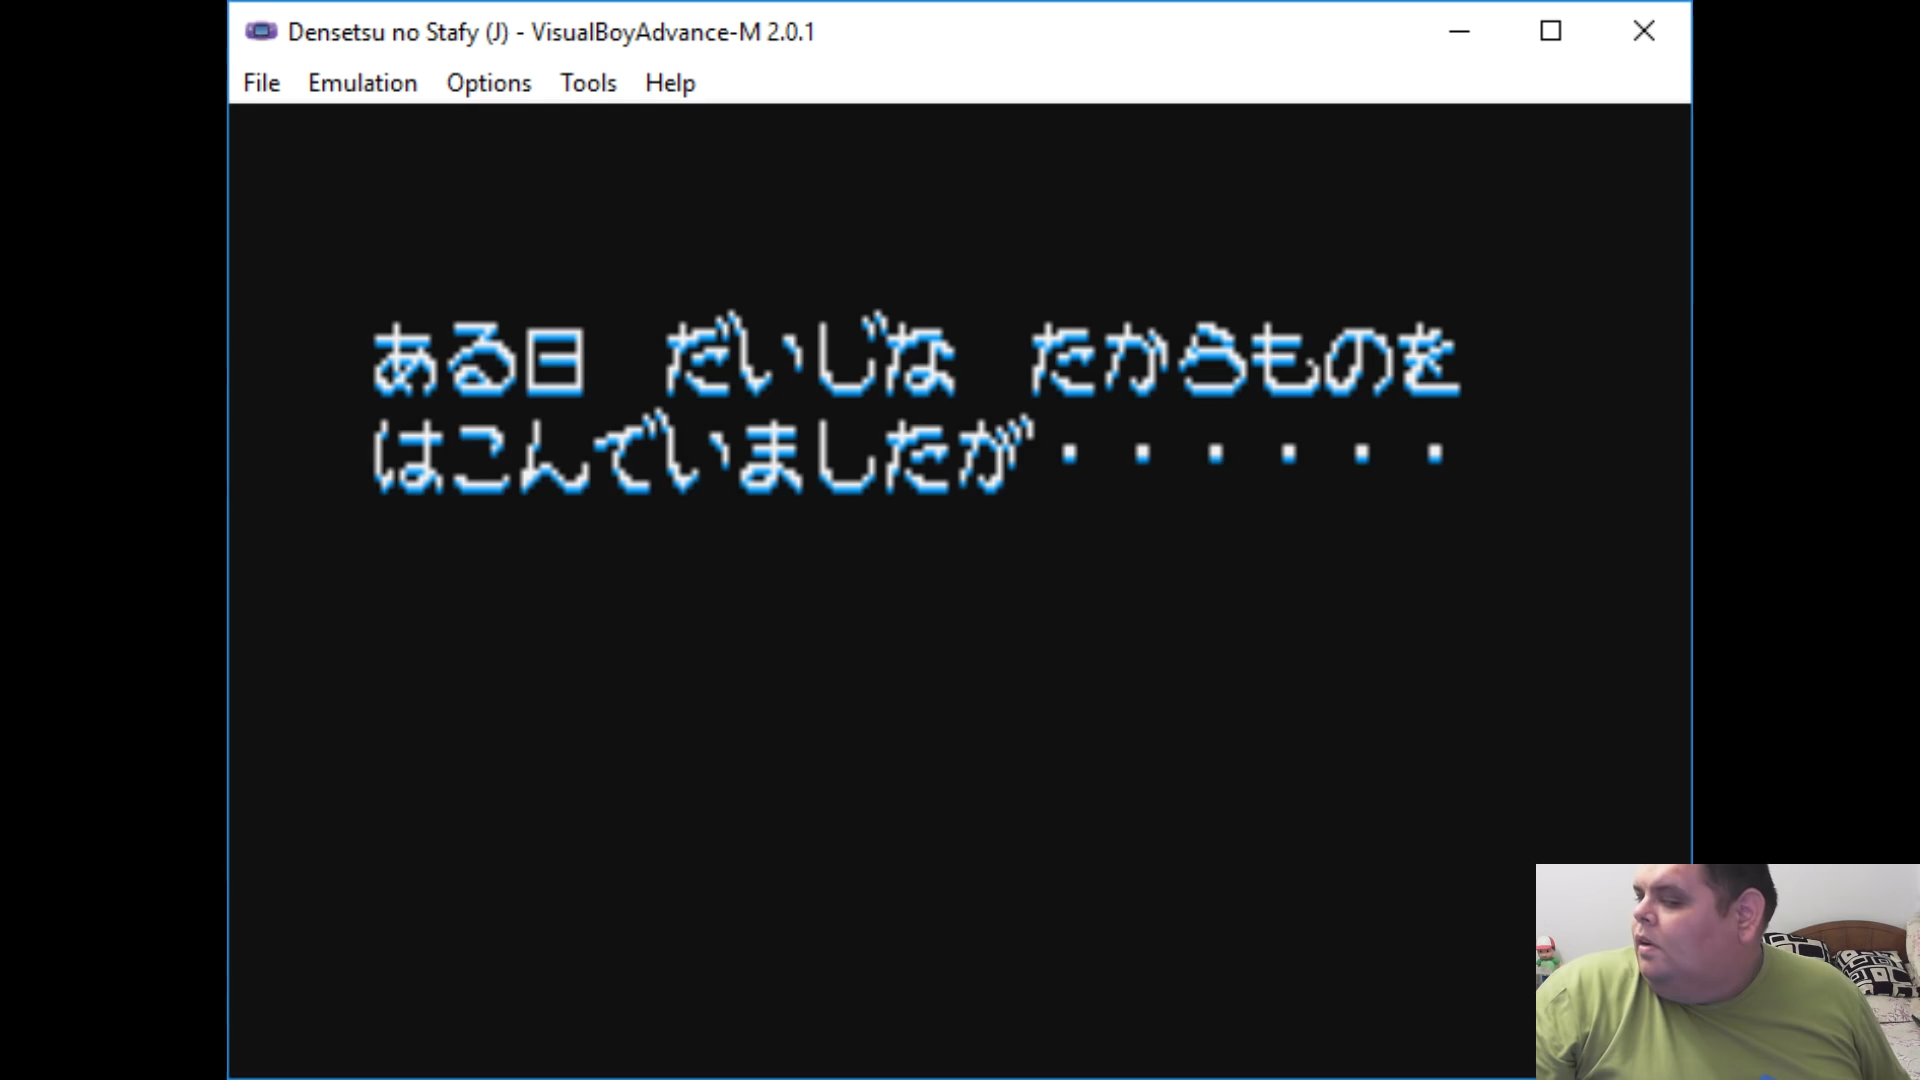 Densetsu no Stafy (J) - VisualBoyAdvance-M 2.0.1
File Emulation Options Tools Help
ある日　だいじな　たからものを
はこんでいましたが・・・・・・